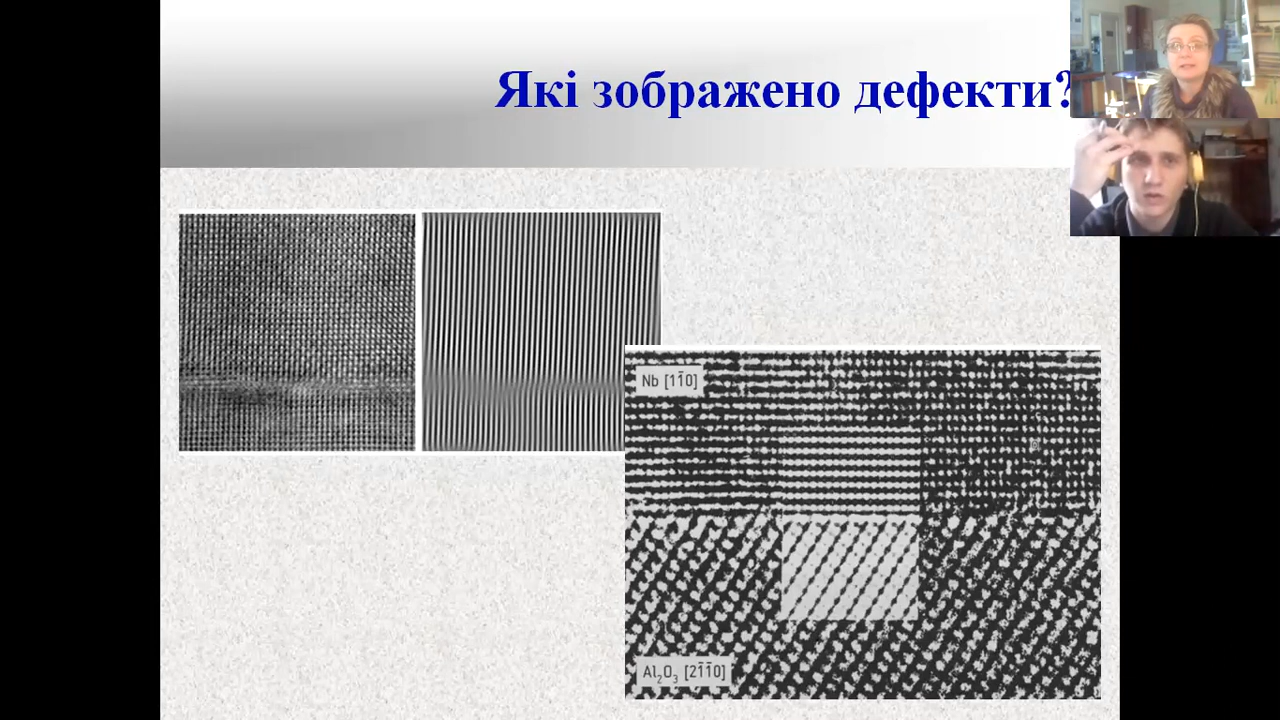 Які зображено дефекти?
Nb [11̄0]
Al₂O₃ [21̄1̄0]